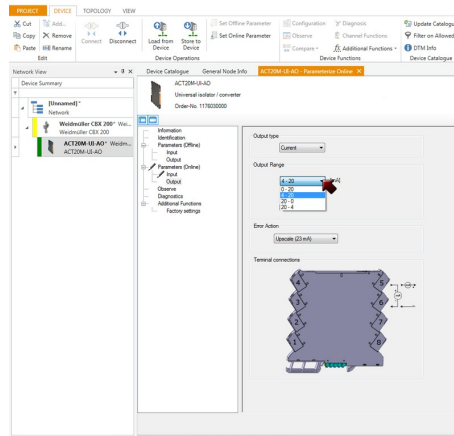 PROJECT DEVICE TOPOLOGY VIEW
Cut Add... Set Offline Parameter Configuration Diagnosis Update Catalogu
Copy Remove Set Online Parameter Observe Channel Functions Filter on Allowed
Paste Rename Connect Disconnect Load from Device Store to Device Compare Additional Functions DTM Info
Edit Device Operations Device Functions Device Catalogue
Network View Device Catalogue General Node Info ACT20M-UI-AO - Parameterize Online
Device Summary
ACT20M-UI-AO
Universal isolator / converter
Order-No. 1176030000
[Unnamed]*
Network
Weidmüller CBX 200* Wei...
Weidmüller CBX 200
ACT20M-UI-AO* Weidm...
ACT20M-UI-AO
Information
Identification
Parameters (Offline)
Input
Output
Parameters (Online)
Input
Output
Observe
Diagnostics
Additional Functions
Factory settings
Output type
Current
Output Range
4 - 20
0 - 20
4 - 20
20 - 0
20 - 4
Error Action
Upscale (23 mA)
Terminal connections
4 5
3 6
2 7
1 8